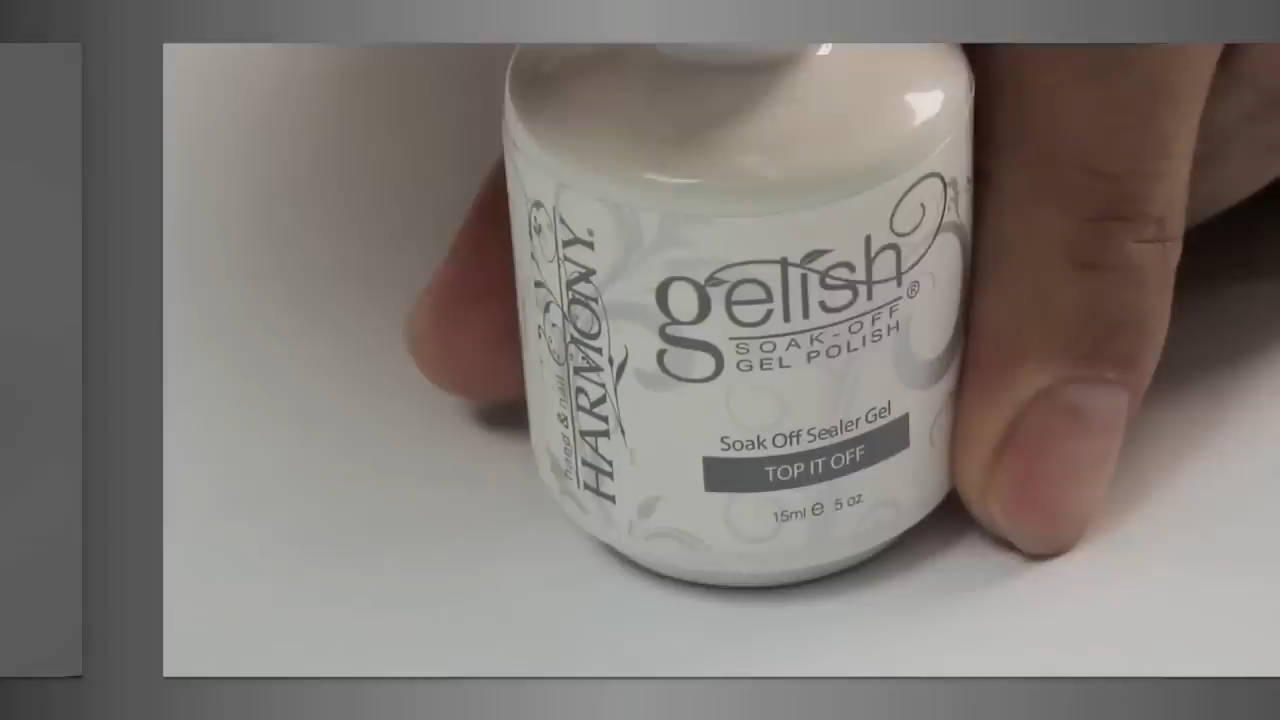 gelish®
SOAK-OFF
GEL POLISH
hand & nail
HARMONY.
Soak Off Sealer Gel
TOP IT OFF
15ml e .5 oz